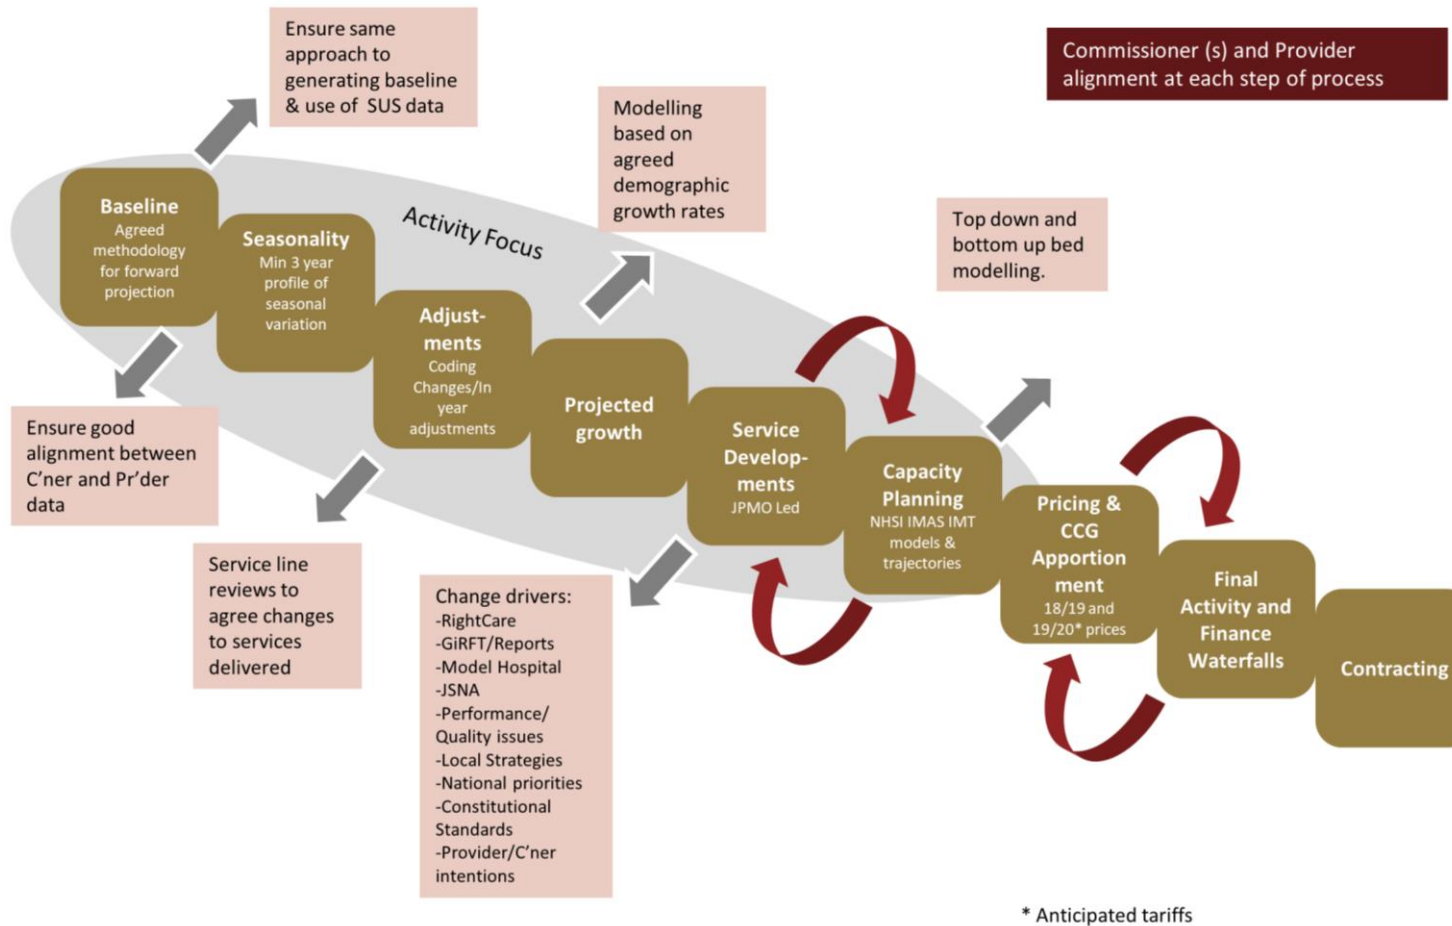 Ensure same
approach to
generating baseline
& use of SUS data
Commissioner (s) and Provider
alignment at each step of process
Modelling
based on
agreed
demographic
growth rates
Top down and
bottom up bed
modelling.
Activity Focus
Baseline
Agreed
methodology
for forward
projection
Seasonality
Min 3 year
profile of
seasonal
variation
Adjust-
ments
Coding
Changes/In
year
adjustments
Projected
growth
Service
Develop-
ments
JPMO Led
Capacity
Planning
NHSI IMAS IMT
models &
trajectories
Pricing &
CCG
Apportion
ment
18/19 and
19/20* prices
Final
Activity and
Finance
Waterfalls
Contracting
Ensure good
alignment between
C'ner and Pr'der
data
Service line
reviews to
agree changes
to services
delivered
Change drivers:
-RightCare
-GiRFT/Reports
-Model Hospital
-JSNA
-Performance/
Quality issues
-Local Strategies
-National priorities
-Constitutional
Standards
-Provider/C'ner
intentions
* Anticipated tariffs